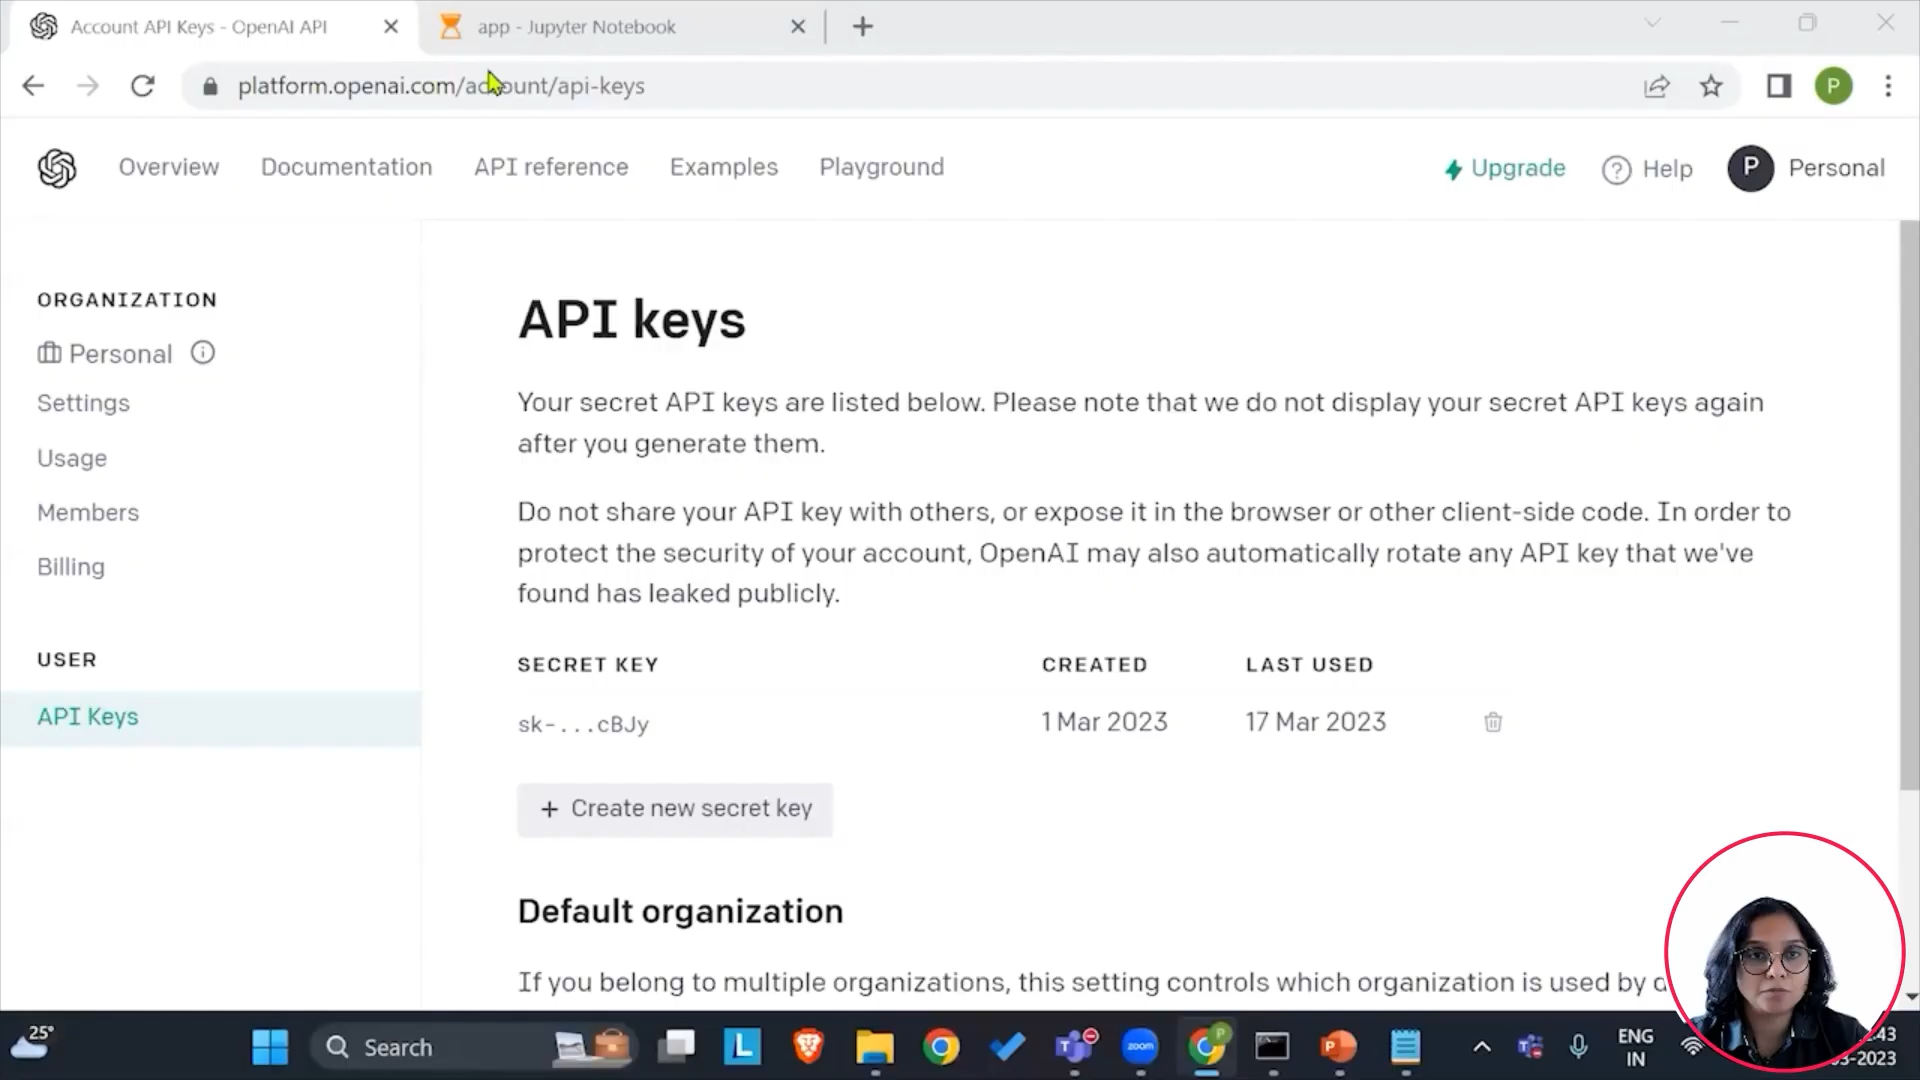 Account API Keys - OpenAI API
app - Jupyter Notebook
platform.openai.com/account/api-keys
P
Overview
Documentation
API reference
Examples
Playground
Upgrade
Help
P
Personal
ORGANIZATION
Personal
Settings
Usage
Members
Billing
USER
API Keys
API keys
Your secret API keys are listed below. Please note that we do not display your secret API keys again
after you generate them.
Do not share your API key with others, or expose it in the browser or other client-side code. In order to
protect the security of your account, OpenAI may also automatically rotate any API key that we've
found has leaked publicly.
SECRET KEY CREATED LAST USED
sk-...cBJy 1 Mar 2023 17 Mar 2023
+ Create new secret key
Default organization
If you belong to multiple organizations, this setting controls which organization is used by
25°
Search
L
zoom
P
ENG
IN
:43
-2023